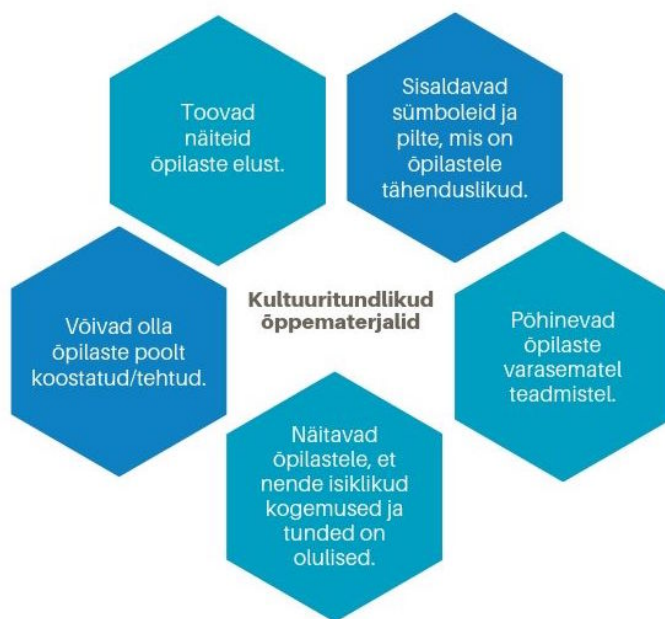 Toovad
näiteid
õpilaste elust.
Sisaldavad
sümboleid ja
pilte, mis on
õpilastele
tähenduslikud.
Kultuuritundlikud
õppematerjalid
Võivad olla
õpilaste poolt
koostatud/tehtud.
Põhinevad
õpilaste
varasematel
teadmistel.
Näitavad
õpilastele, et
nende isiklikud
kogemused ja
tunded on
olulised.